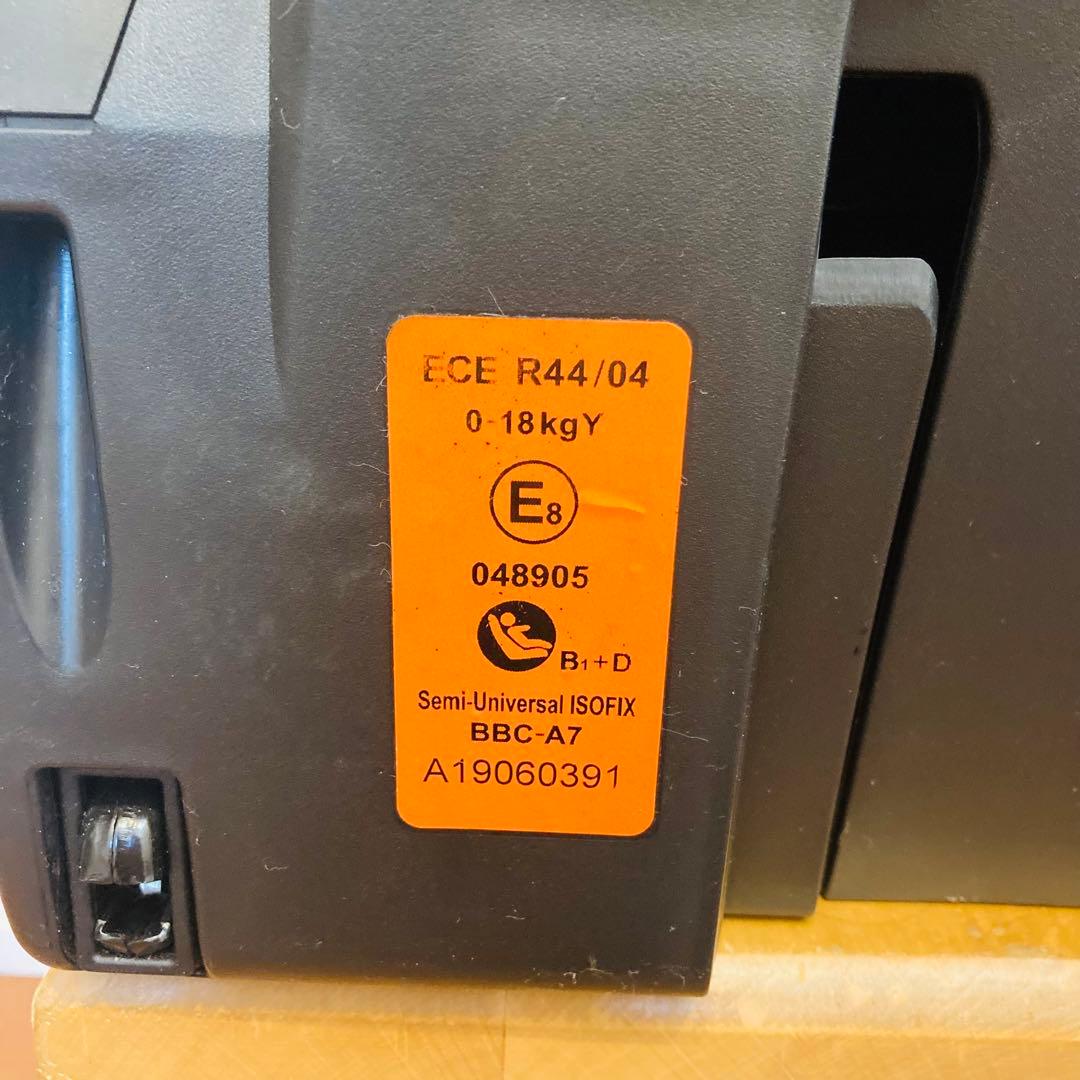 ECE R44/04
0-18kgY
E8
048905
B1+D
Semi-Universal ISOFIX
BBC-A7
A19060391